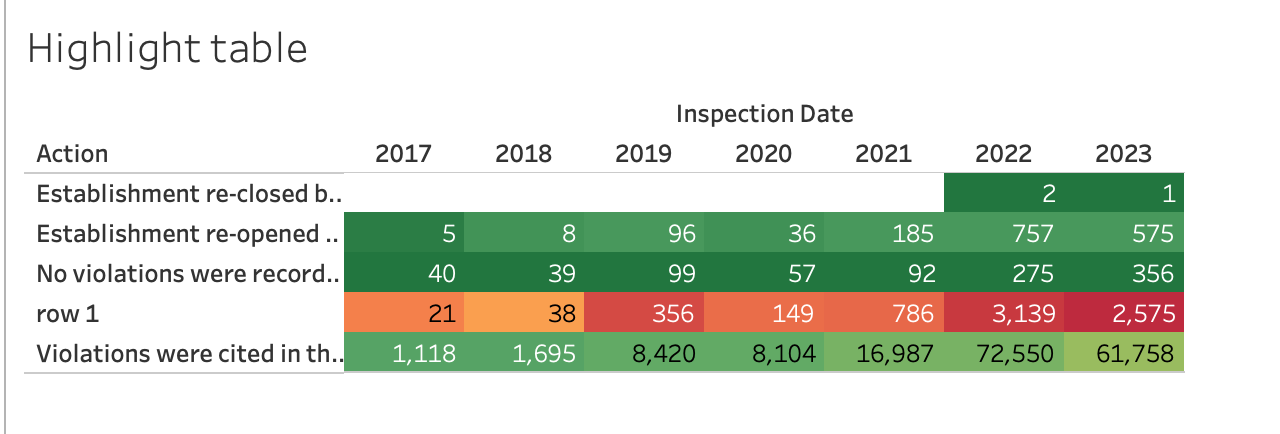 Highlight table
Inspection Date
Action 2017 2018 2019 2020 2021 2022 2023
Establishment re-closed b.. 2 1
Establishment re-opened .. 5 8 96 36 185 757 575
No violations were record.. 40 39 99 57 92 275 356
row 1 21 38 356 149 786 3,139 2,575
Violations were cited in th.. 1,118 1,695 8,420 8,104 16,987 72,550 61,758